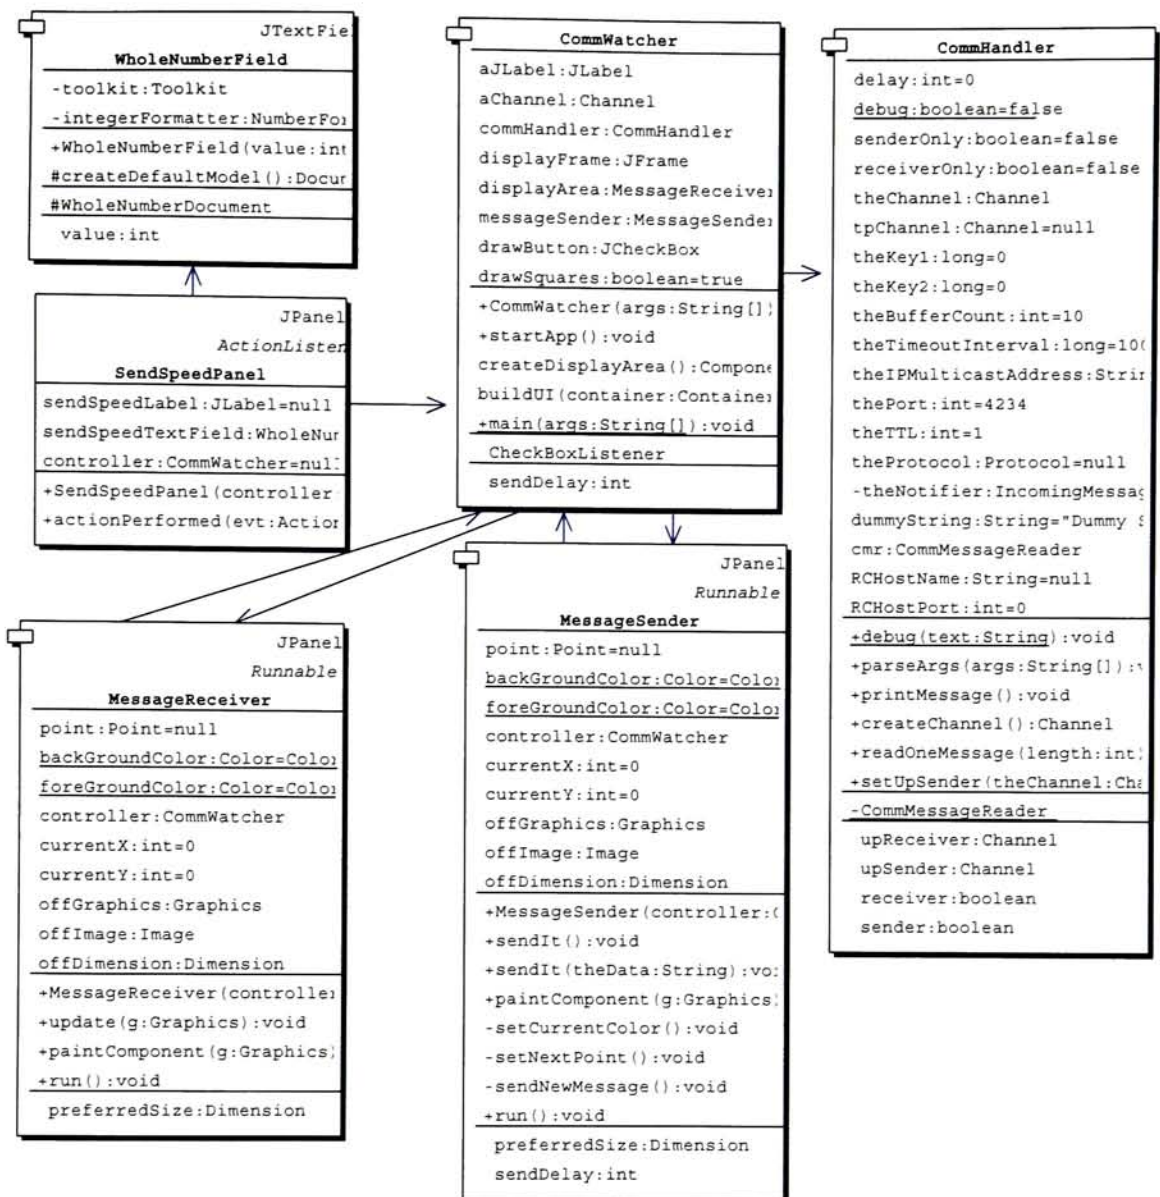 JTextFie
WholeNumberField
-toolkit:Toolkit
-integerFormatter:NumberFor
+WholeNumberField(value:int
#createDefaultModel():Docum
#WholeNumberDocument
value:int
JPanel
ActionListen
SendSpeedPanel
sendSpeedLabel:JLabel=null
sendSpeedTextField:WholeNum
controller:CommWatcher=null
+SendSpeedPanel(controller
+actionPerformed(evt:Action
CommWatcher
aJLabel:JLabel
aChannel:Channel
commHandler:CommHandler
displayFrame:JFrame
displayArea:MessageReceiver
messageSender:MessageSender
drawButton:JCheckBox
drawSquares:boolean=true
+CommWatcher(args:String[])
+startApp():void
createDisplayArea():Compone
buildUI(container:Container
+main(args:String[]):void
CheckBoxListener
sendDelay:int
CommHandler
delay:int=0
debug:boolean=false
senderOnly:boolean=false
receiverOnly:boolean=false
theChannel:Channel
tpChannel:Channel=null
theKey1:long=0
theKey2:long=0
theBufferCount:int=10
theTimeoutInterval:long=100
theIPMulticastAddress:Strin
thePort:int=4234
theTTL:int=1
theProtocol:Protocol=null
-theNotifier:IncomingMessag
dummyString:String="Dummy S
cmr:CommMessageReader
RCHostName:String=null
RCHostPort:int=0
+debug(text:String):void
+parseArgs(args:String[]):v
+printMessage():void
+createChannel():Channel
+readOneMessage(length:int)
+setUpSender(theChannel:Cha
-CommMessageReader
upReceiver:Channel
upSender:Channel
receiver:boolean
sender:boolean
JPanel
Runnable
MessageReceiver
point:Point=null
backGroundColor:Color=Color
foreGroundColor:Color=Color
controller:CommWatcher
currentX:int=0
currentY:int=0
offGraphics:Graphics
offImage:Image
offDimension:Dimension
+MessageReceiver(controller
+update(g:Graphics):void
+paintComponent(g:Graphics)
+run():void
preferredSize:Dimension
JPanel
Runnable
MessageSender
point:Point=null
backGroundColor:Color=Color
foreGroundColor:Color=Color
controller:CommWatcher
currentX:int=0
currentY:int=0
offGraphics:Graphics
offImage:Image
offDimension:Dimension
+MessageSender(controller:C
+sendIt():void
+sendIt(theData:String):voi
+paintComponent(g:Graphics)
-setCurrentColor():void
-setNextPoint():void
-sendNewMessage():void
+run():void
preferredSize:Dimension
sendDelay:int